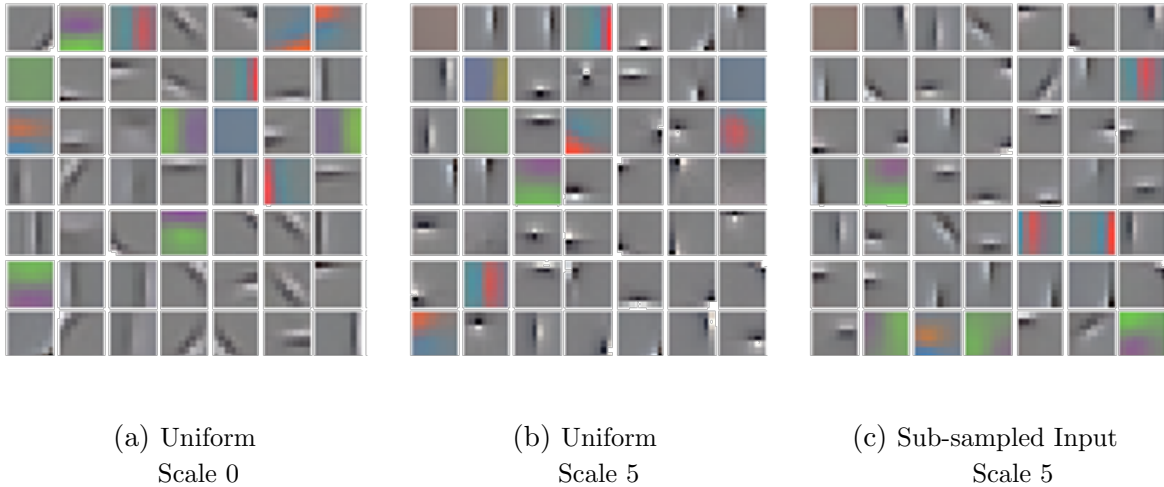 (a) Uniform
Scale 0
(b) Uniform
Scale 5
(c) Sub-sampled Input
Scale 5